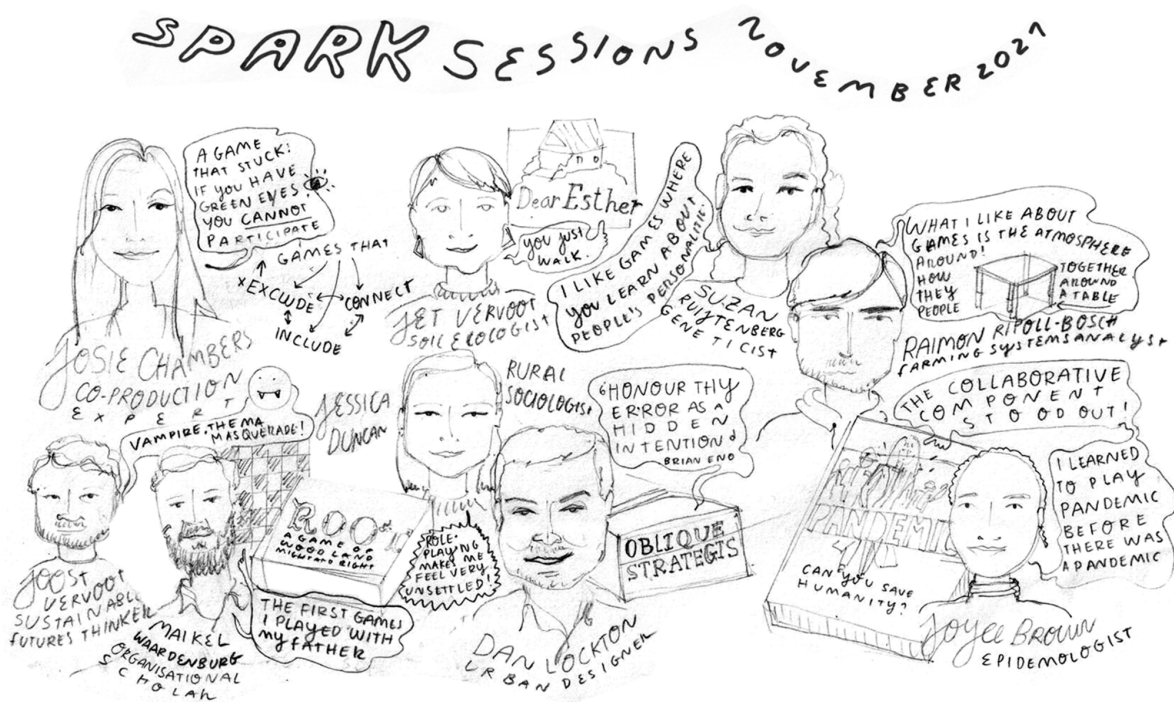 SPARK SESSIONS NOVEMBER 2021
A GAME
THAT STUCK!
IF YOU HAVE
GREEN EYES
YOU CANNOT
PARTICIPATE
GAMES THAT
EXCLUDE
CONNECT
INCLUDE
JOSIE CHAMBERS
CO-PRODUCTION
EXPERT
Dear Esther
YOU JUST
WALK.
JET VERVOOT
SOIL ECOLOGIST
I LIKE GAMES WHERE
YOU LEARN ABOUT
PEOPLE'S PERSONALITIE!
SUZAN
RUIJTENBERG
GENETICIST
WHAT I LIKE ABOUT
GAMES IS THE ATMOSPHERE
AROUND!
HOW
THEY
PEOPLE
TOGETHER
AROUND
A TABLE
RAIMON RIPOLL-BOSCH
FARMING SYSTEMS ANALYST
VAMPIRE, THE MA
MASQUERADE!
JOOST
VERVOOT
SUSTAINABLE
FUTURES THINKER
MAIKEL
WAARDENBURG
ORGANISATIONAL
SCHOLAR
ROOT
A GAME OF
WOODLAND
MIGHT AND RIGHT
THE FIRST GAMES
I PLAYED WITH
MY FATHER
JESSICA
DUNCAN
RURAL
SOCIOLOGIST
ROLE-
PLAYING
MAKES ME
FEEL VERY
UNSETTLED!
HONOUR THY
ERROR AS A
HIDDEN
INTENTION
BRIAN ENO
OBLIQUE
STRATEGIS
DAN LOCKTON
URBAN DESIGNER
THE COLLABORATIVE
COMPONENT
STOOD OUT!
PANDEMIC
CAN YOU SAVE
HUMANITY?
I LEARNED
TO PLAY
PANDEMIC
BEFORE
THERE WAS
A PANDEMIC
JOYCE BROWN
EPIDEMOLOGIST